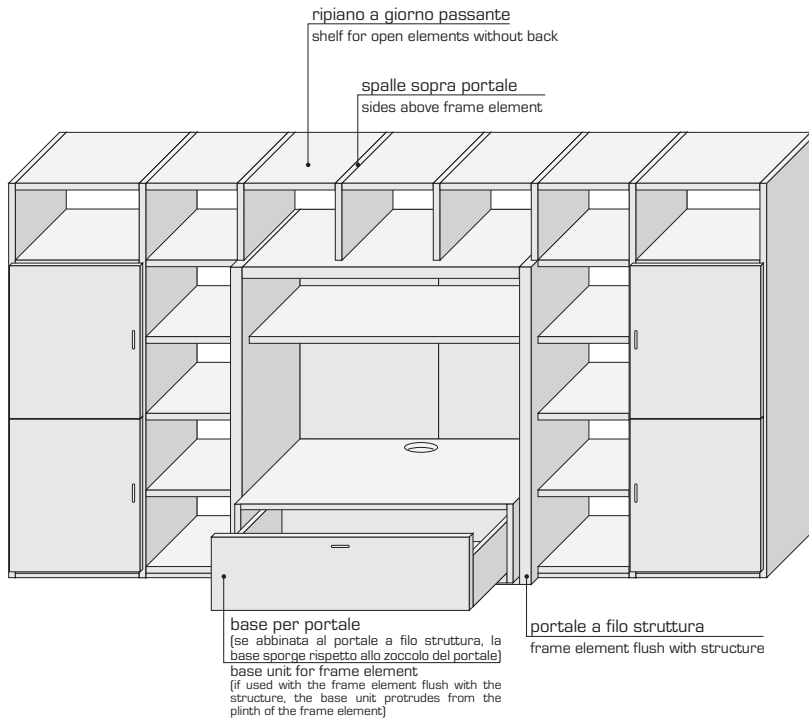 ripiano a giorno passante
shelf for open elements without back
spalle sopra portale
sides above frame element
base per portale
(se abbinata al portale a filo struttura, la
base sporge rispetto allo zoccolo del portale)
base unit for frame element
(if used with the frame element flush with the
structure, the base unit protrudes from the
plinth of the frame element)
portale a filo struttura
frame element flush with structure